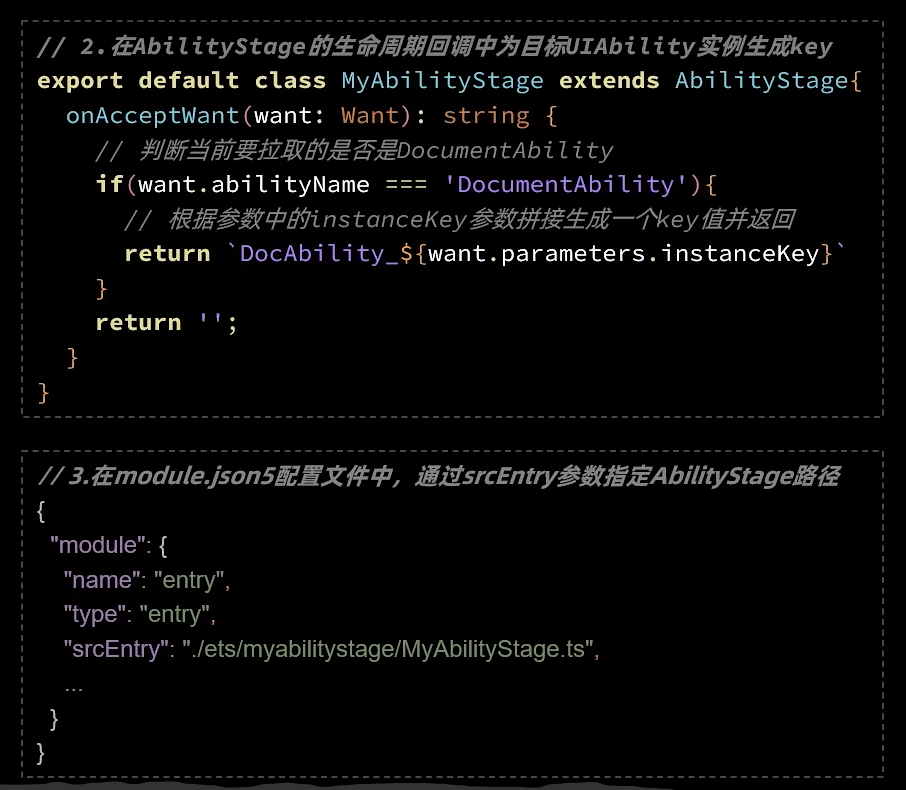 // 2.在AbilityStage的生命周期回调中为目标UIAbility实例生成key
export default class MyAbilityStage extends AbilityStage{
  onAcceptWant(want: Want): string {
    // 判断当前要拉取的是否是DocumentAbility
    if(want.abilityName === 'DocumentAbility'){
      // 根据参数中的instanceKey参数拼接生成一个key值并返回
      return `DocAbility_${want.parameters.instanceKey}`
    }
    return '';
  }
}
// 3.在module.json5配置文件中，通过srcEntry参数指定AbilityStage路径
{
  "module": {
    "name": "entry",
    "type": "entry",
    "srcEntry": "./ets/myabilitystage/MyAbilityStage.ts",
    ...
  }
}